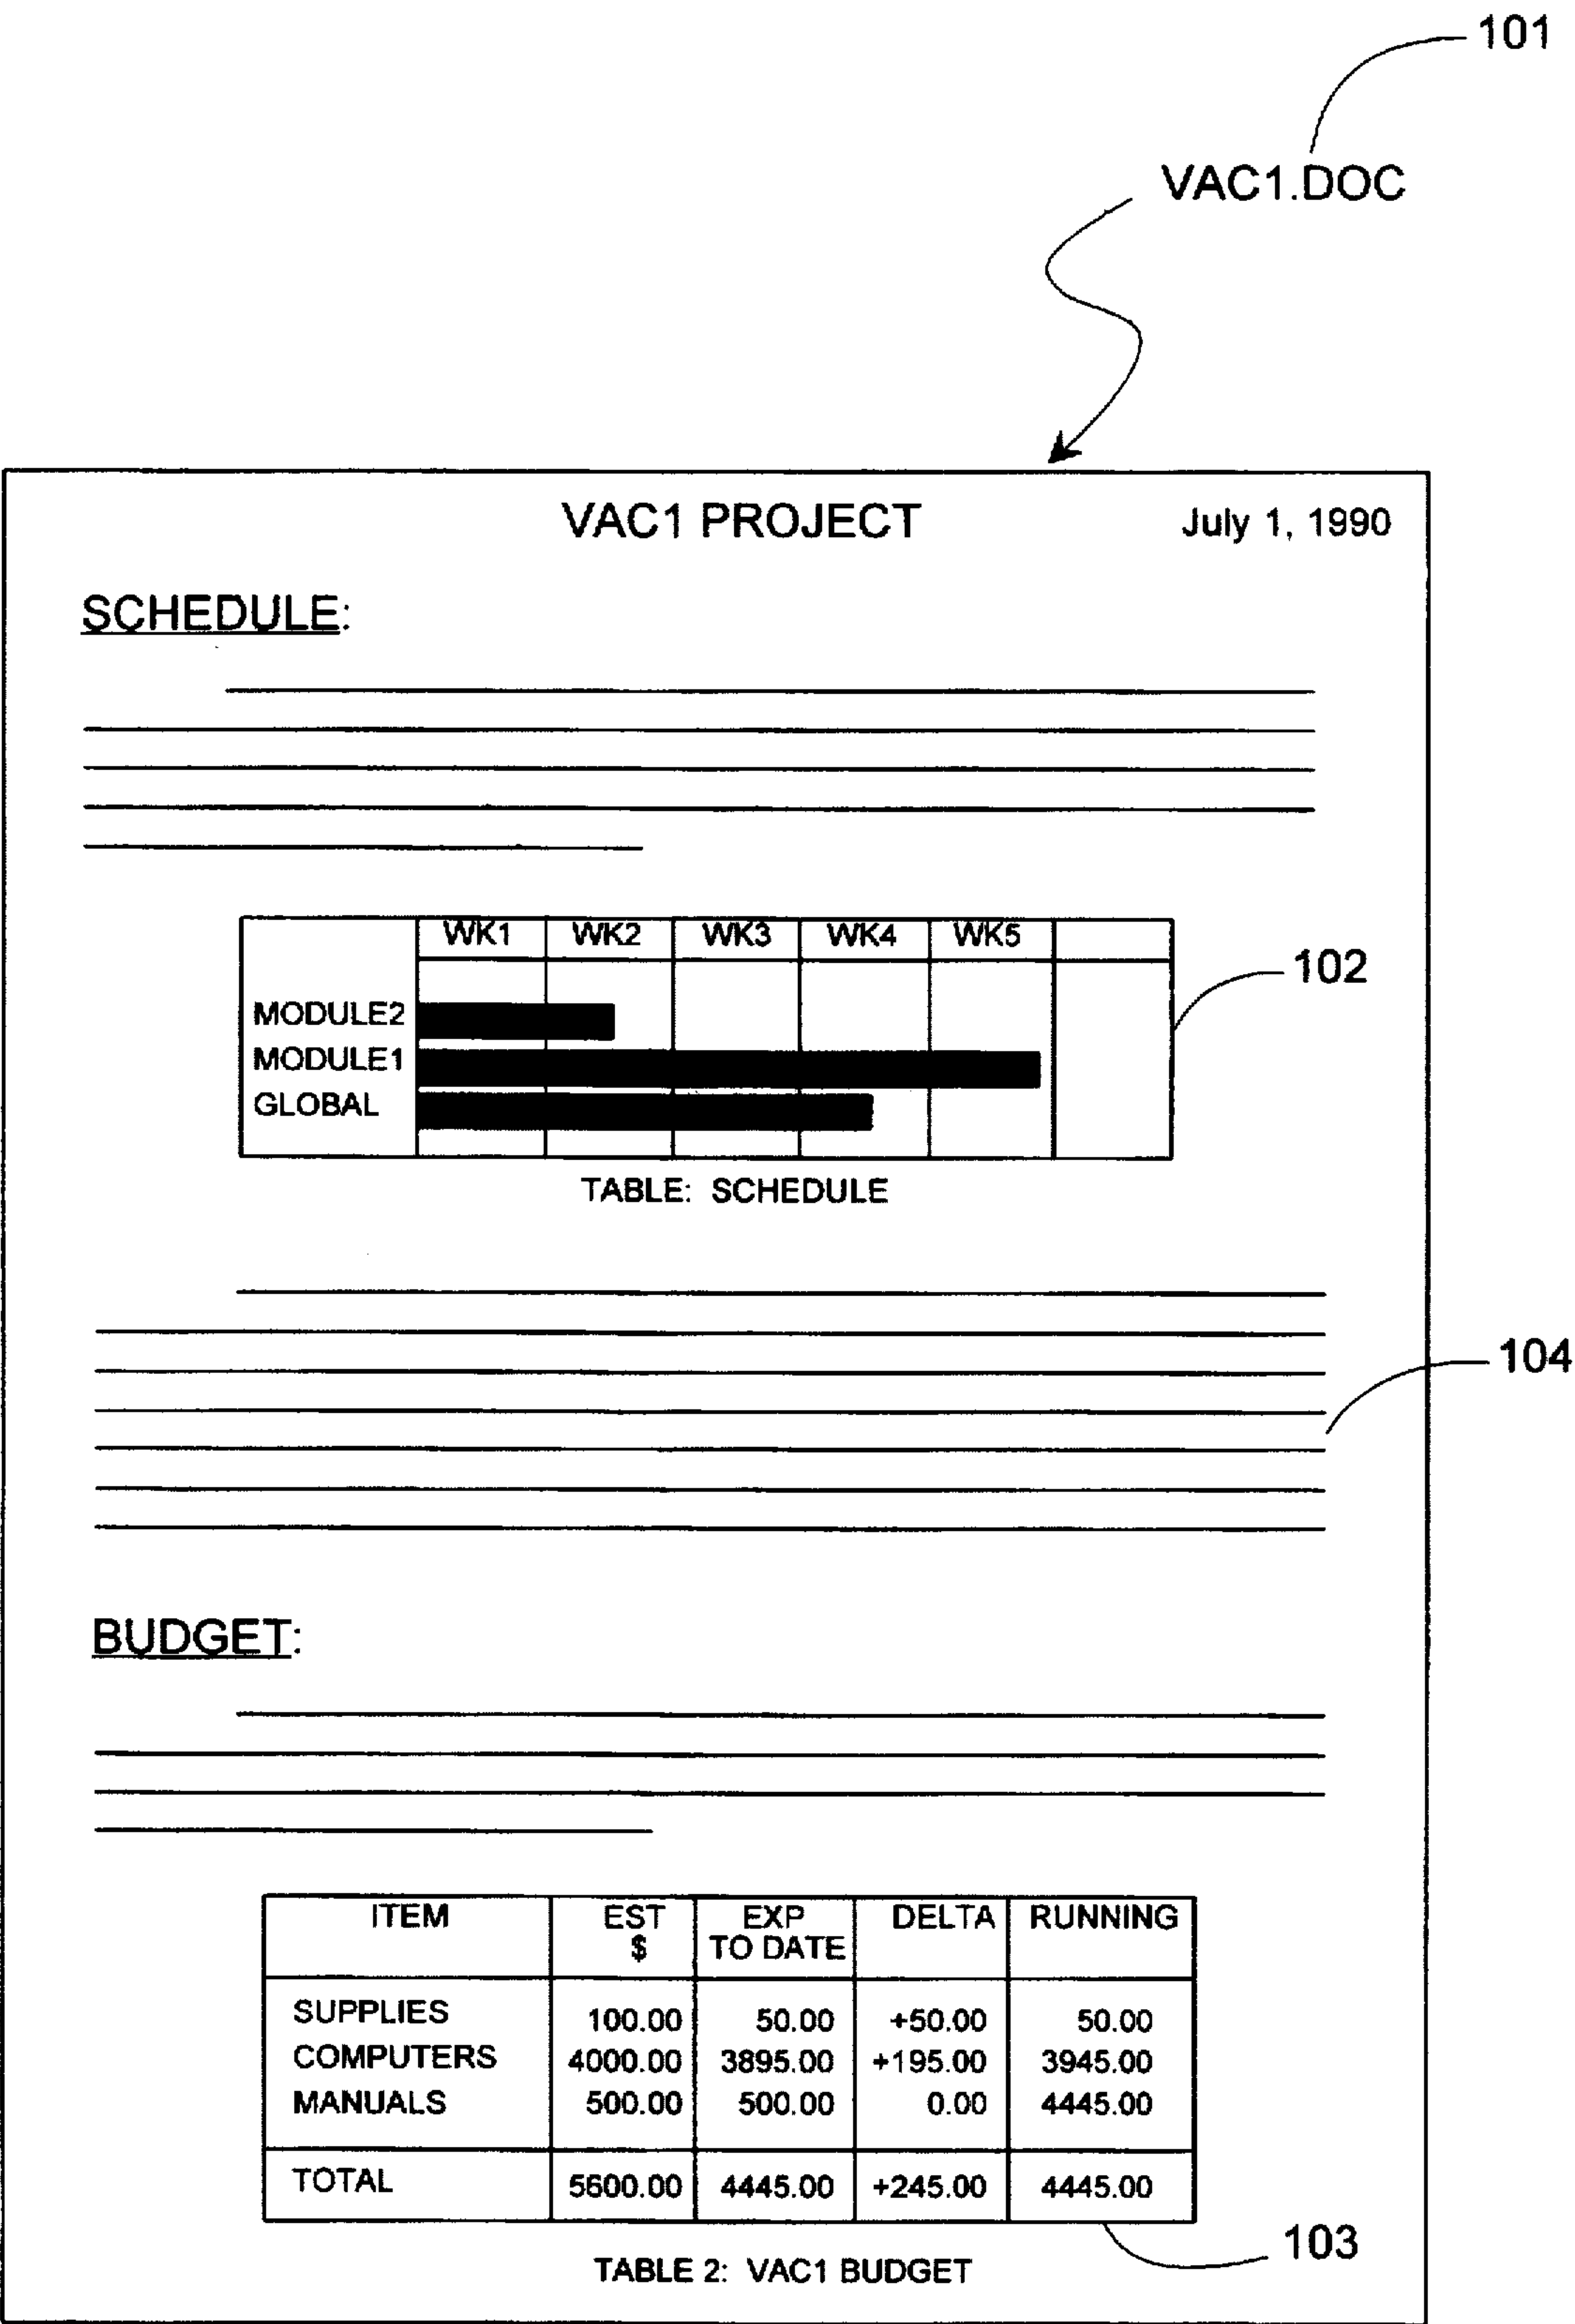 101
VAC1.DOC
VAC1 PROJECT July 1, 1990
SCHEDULE:
WK1 WK2 WK3 WK4 WK5
102
MODULE2
MODULE1
GLOBAL
TABLE: SCHEDULE
104
BUDGET:
ITEM EST $ EXP TO DATE DELTA RUNNING
SUPPLIES 100.00 50.00 +50.00 50.00
COMPUTERS 4000.00 3895.00 +195.00 3945.00
MANUALS 500.00 500.00 0.00 4445.00
TOTAL 5600.00 4445.00 +245.00 4445.00
103
TABLE 2: VAC1 BUDGET